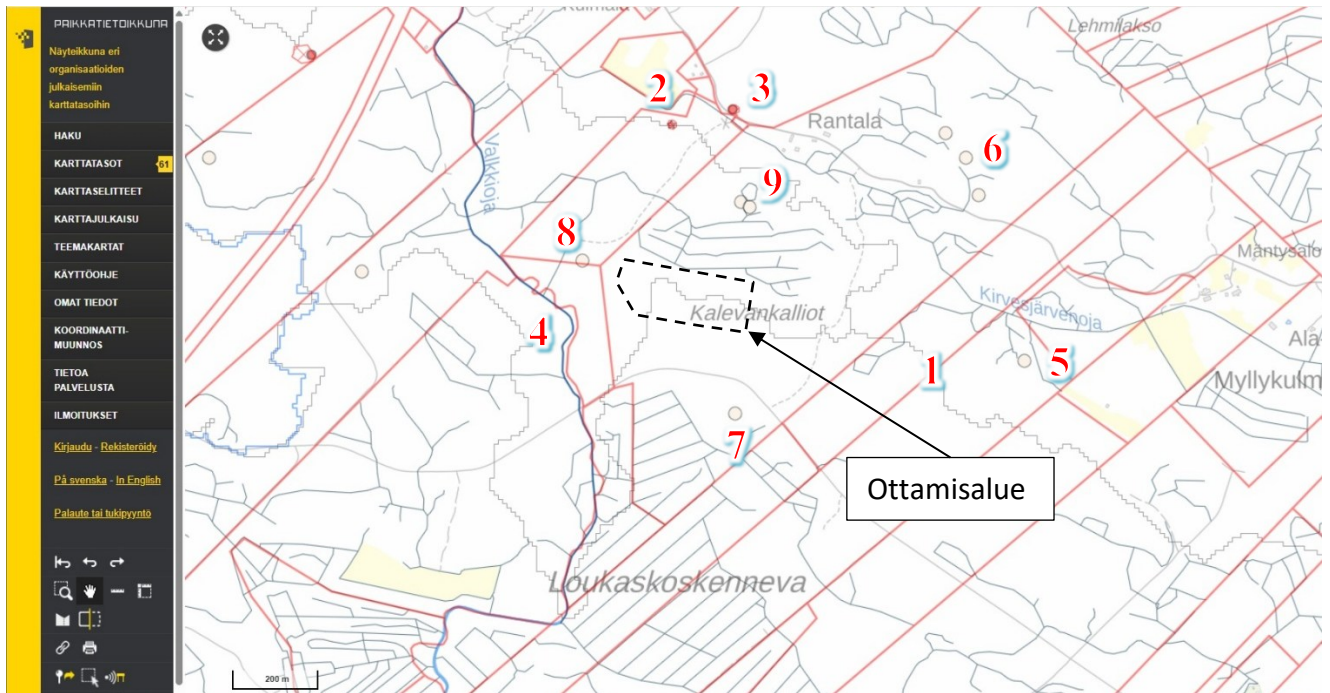 PAIKKATIETOIKKUNA
Näyteikkuna eri
organisaatioiden
julkaisemiin
karttatasoihin
HAKU
KARTTATASOT 61
KARTTASELITTEET
KARTTAJULKAISU
TEEMAKARTAT
KÄYTTÖOHJE
OMAT TIEDOT
KOORDINAATTI-
MUUNNOS
TIETOA
PALVELUSTA
ILMOITUKSET
Kirjaudu - Rekisteröidy
På svenska - In English
Palaute tai tukipyyntö
Lehmilakso
2
3
Rantala
6
Valkkioja
9
8
Mäntysalo
Kirvesjärvenoja
Kalevankalliot
4
Ala
1
5
Myllykulm
7
Ottamisalue
Loukaskoskenneva
200 m